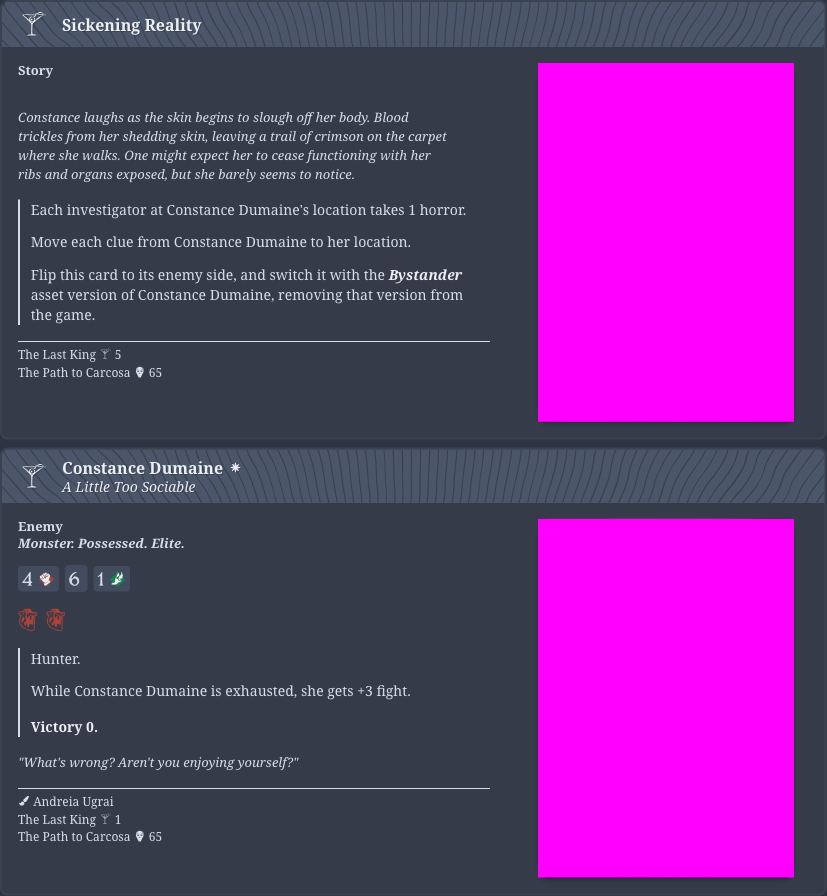 Sickening Reality
Story
Constance laughs as the skin begins to slough off her body. Blood
trickles from her shedding skin, leaving a trail of crimson on the carpet
where she walks. One might expect her to cease functioning with her
ribs and organs exposed, but she barely seems to notice.
Each investigator at Constance Dumaine's location takes 1 horror.
Move each clue from Constance Dumaine to her location.
Flip this card to its enemy side, and switch it with the Bystander
asset version of Constance Dumaine, removing that version from
the game.
The Last King 5
The Path to Carcosa 65
Constance Dumaine
A Little Too Sociable
Enemy
Monster. Possessed. Elite.
4 6 1
Hunter.
While Constance Dumaine is exhausted, she gets +3 fight.
Victory 0.
"What's wrong? Aren't you enjoying yourself?"
Andreia Ugrai
The Last King 1
The Path to Carcosa 65